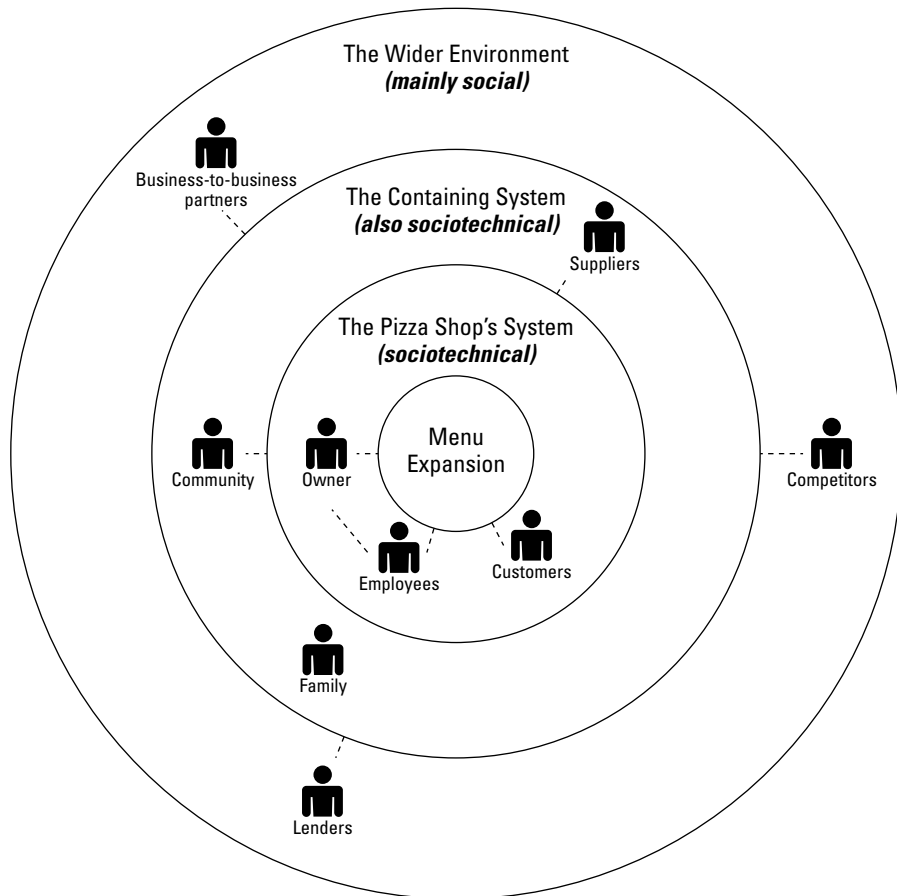 The Wider Environment
(mainly social)
Business-to-business
partners
The Containing System
(also sociotechnical)
Suppliers
The Pizza Shop's System
(sociotechnical)
Menu
Expansion
Community
Owner
Competitors
Employees
Customers
Family
Lenders